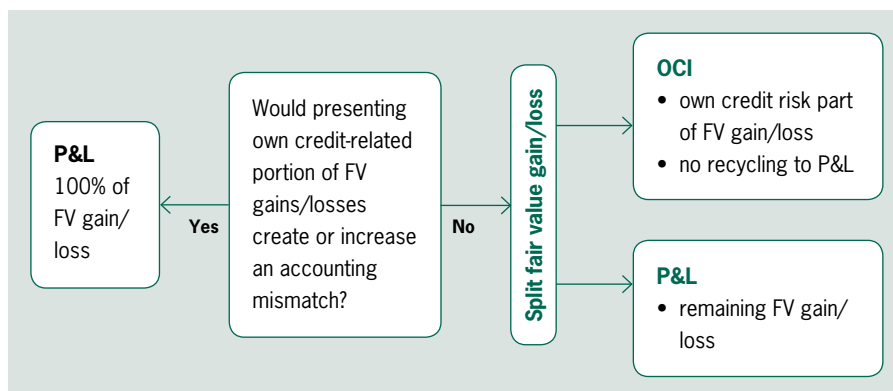 P&L
100% of
FV gain/
loss
Yes
Would presenting
own credit-related
portion of FV
gains/losses
create or increase
an accounting
mismatch?
No
Split fair value gain/loss
OCI
• own credit risk part
of FV gain/loss
• no recycling to P&L
P&L
• remaining FV gain/
loss